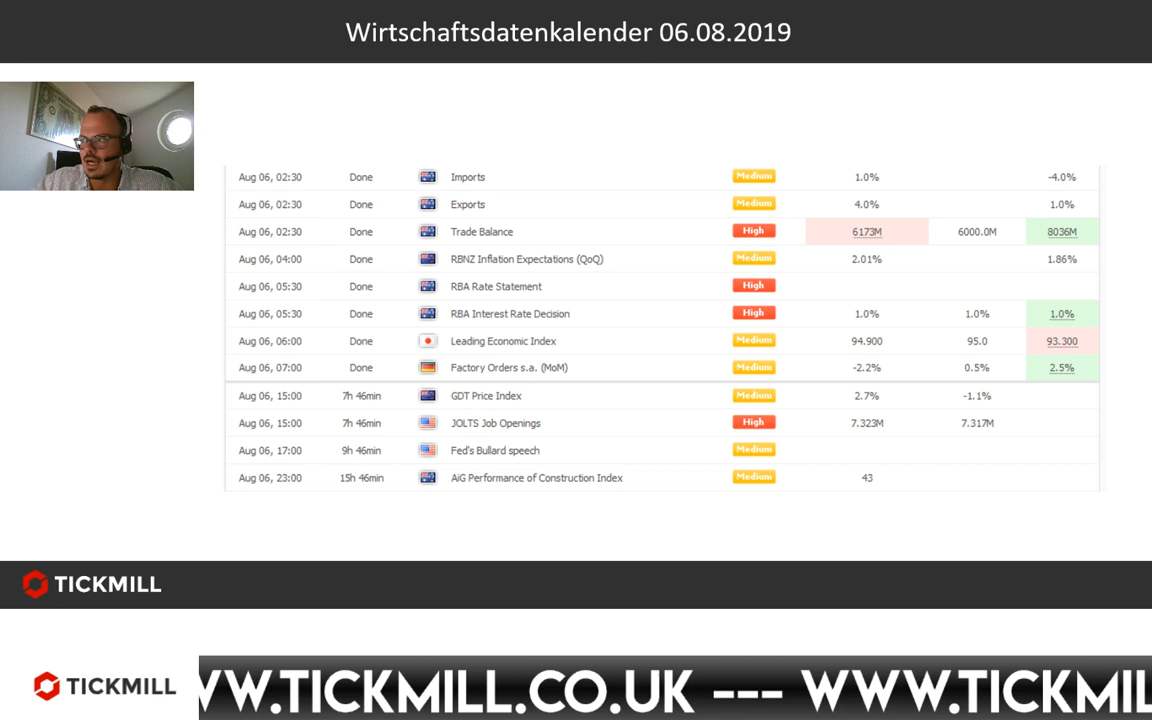 Wirtschaftsdatenkalender 06.08.2019
Aug 06, 02:30 Done Imports Medium 1.0% -4.0%
Aug 06, 02:30 Done Exports Medium 4.0% 1.0%
Aug 06, 02:30 Done Trade Balance High 6173M 6000.0M 8036M
Aug 06, 04:00 Done RBNZ Inflation Expectations (QoQ) Medium 2.01% 1.86%
Aug 06, 05:30 Done RBA Rate Statement High
Aug 06, 05:30 Done RBA Interest Rate Decision High 1.0% 1.0% 1.0%
Aug 06, 06:00 Done Leading Economic Index Medium 94.900 95.0 93.300
Aug 06, 07:00 Done Factory Orders s.a. (MoM) Medium -2.2% 0.5% 2.5%
Aug 06, 15:00 7h 46min GDT Price Index Medium 2.7% -1.1%
Aug 06, 15:00 7h 46min JOLTS Job Openings High 7.323M 7.317M
Aug 06, 17:00 9h 46min Fed's Bullard speech Medium
Aug 06, 23:00 15h 46min AiG Performance of Construction Index Medium 43
TICKMILL
TICKMILL VW.TICKMILL.CO.UK --- WWW.TICKMIL